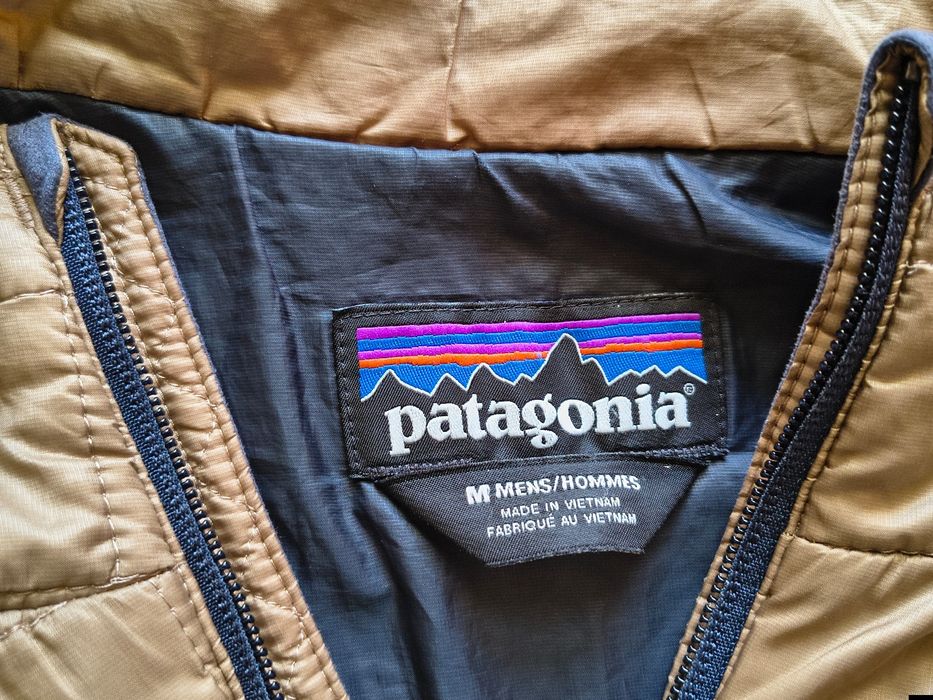 patagonia®
M MENS/HOMMES
MADE IN VIETNAM
FABRIQUÉ AU VIETNAM